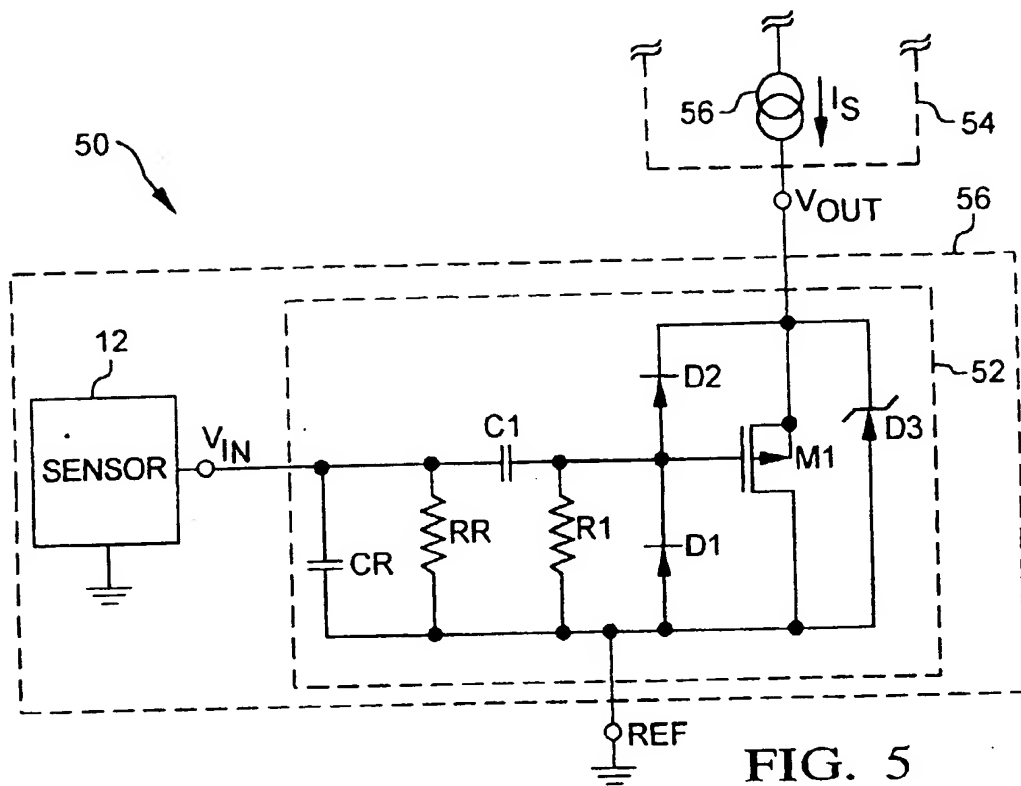 56
I_S
54
50
V_OUT
56
12
52
SENSOR
V_IN
C1
D2
M1
D3
CR
RR
R1
D1
REF
FIG. 5